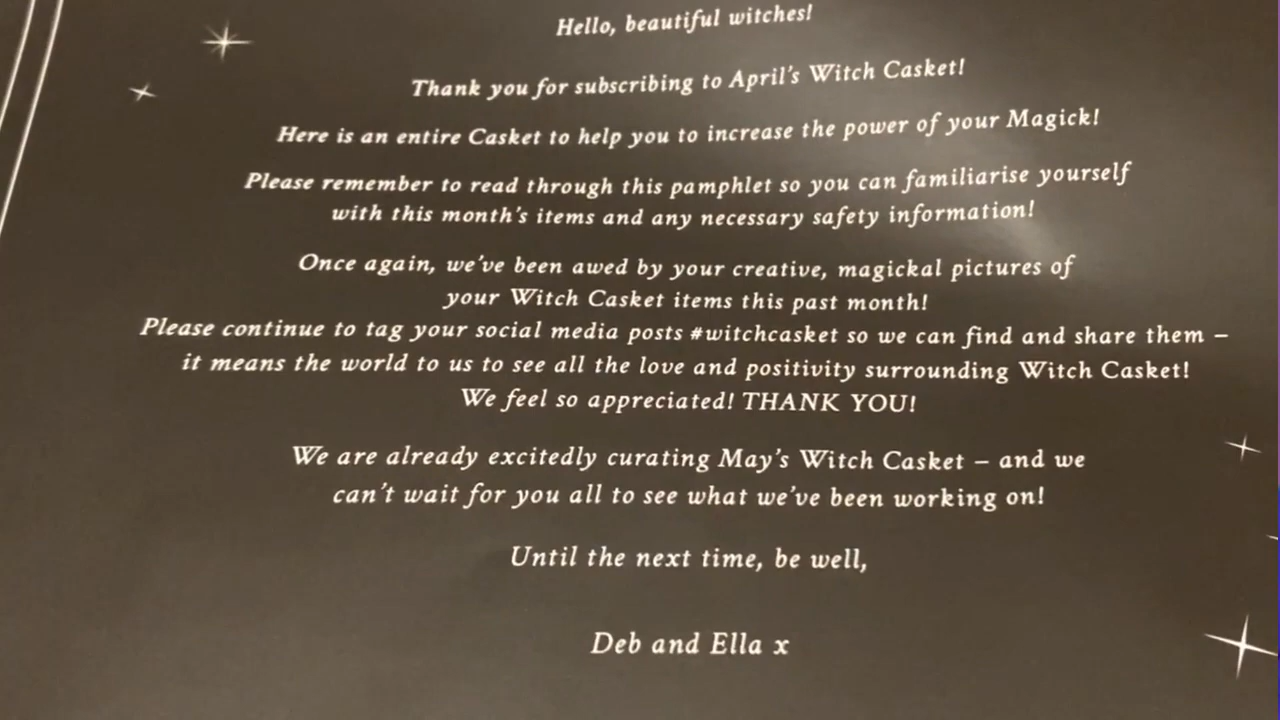 Hello, beautiful witches!
Thank you for subscribing to April's Witch Casket!
Here is an entire Casket to help you to increase the power of your Magick!
Please remember to read through this pamphlet so you can familiarise yourself
with this month's items and any necessary safety information!
Once again, we've been awed by your creative, magickal pictures of
your Witch Casket items this past month!
Please continue to tag your social media posts #witchcasket so we can find and share them –
it means the world to us to see all the love and positivity surrounding Witch Casket!
We feel so appreciated! THANK YOU!
We are already excitedly curating May's Witch Casket – and we
can't wait for you all to see what we've been working on!
Until the next time, be well,
Deb and Ella x